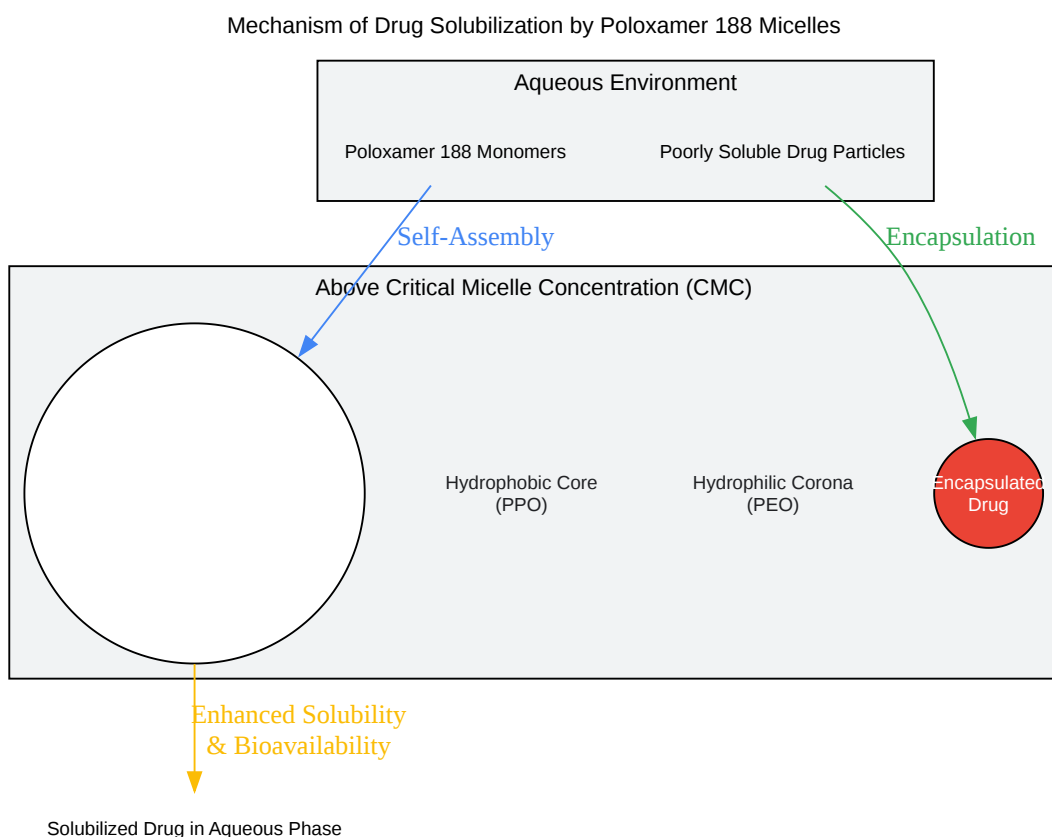 Mechanism of Drug Solubilization by Poloxamer 188 Micelles
Aqueous Environment
Poloxamer 188 Monomers
Poorly Soluble Drug Particles
Self-Assembly
Encapsulation
Above Critical Micelle Concentration (CMC)
Hydrophobic Core
(PPO)
Hydrophilic Corona
(PEO)
Encapsulated
Drug
Enhanced Solubility
& Bioavailability
Solubilized Drug in Aqueous Phase